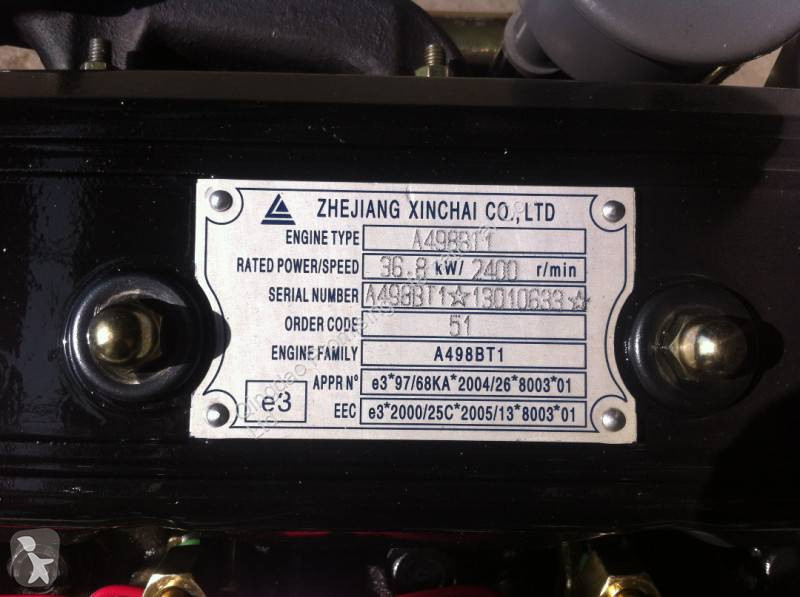 ZHEJIANG XINCHAI CO.,LTD
ENGINE TYPE A498BT1
RATED POWER/SPEED 36.8 kW/ 2400 r/min
SERIAL NUMBER A498BT1☆13010633☆
ORDER CODE 51
ENGINE FAMILY A498BT1
APPR Nº e3*97/68KA*2004/26*8003*01
e3 EEC e3*2000/25C*2005/13*8003*01